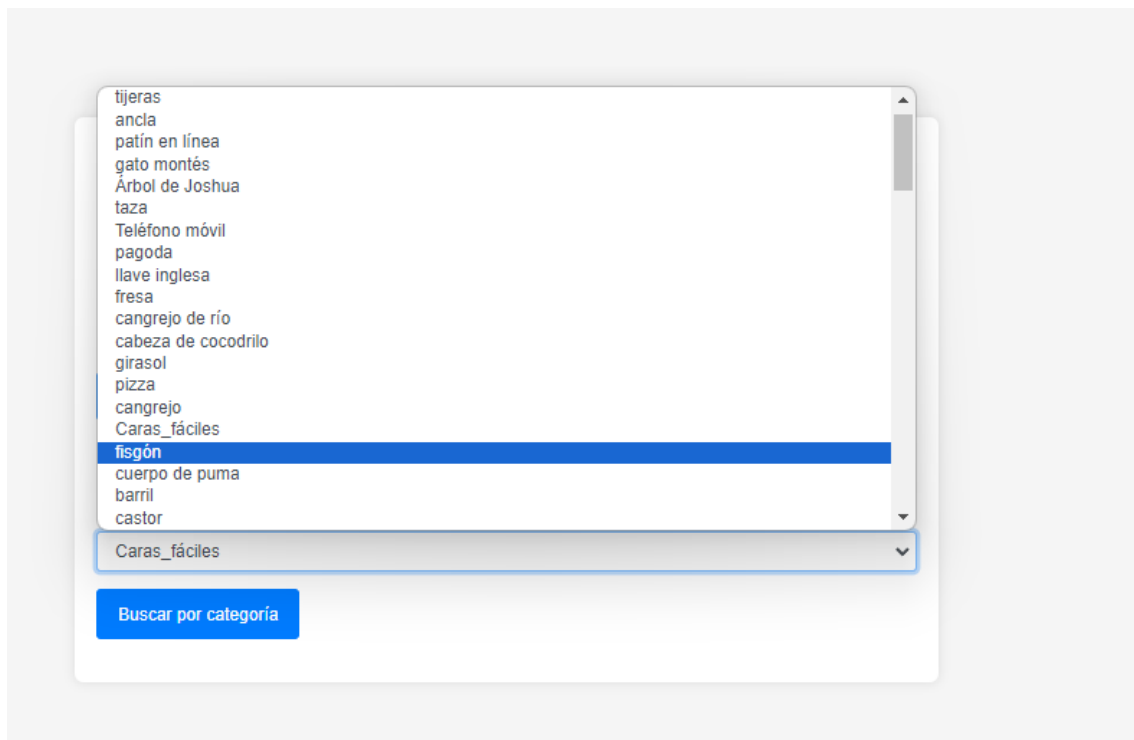 tijeras
ancla
patín en línea
gato montés
Árbol de Joshua
taza
Teléfono móvil
pagoda
llave inglesa
fresa
cangrejo de río
cabeza de cocodrilo
girasol
pizza
cangrejo
Caras_fáciles
fisgón
cuerpo de puma
barril
castor
Caras_fáciles
Buscar por categoría